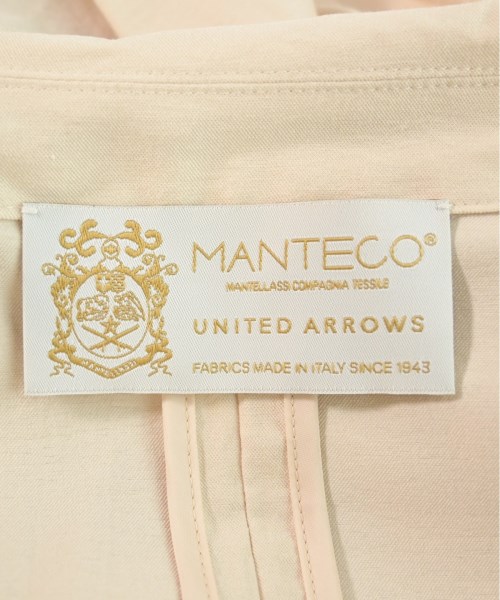 MANTECO®
MANTELLASSI COMPAGNIA TESSILE
UNITED ARROWS
FABRICS MADE IN ITALY SINCE 1943